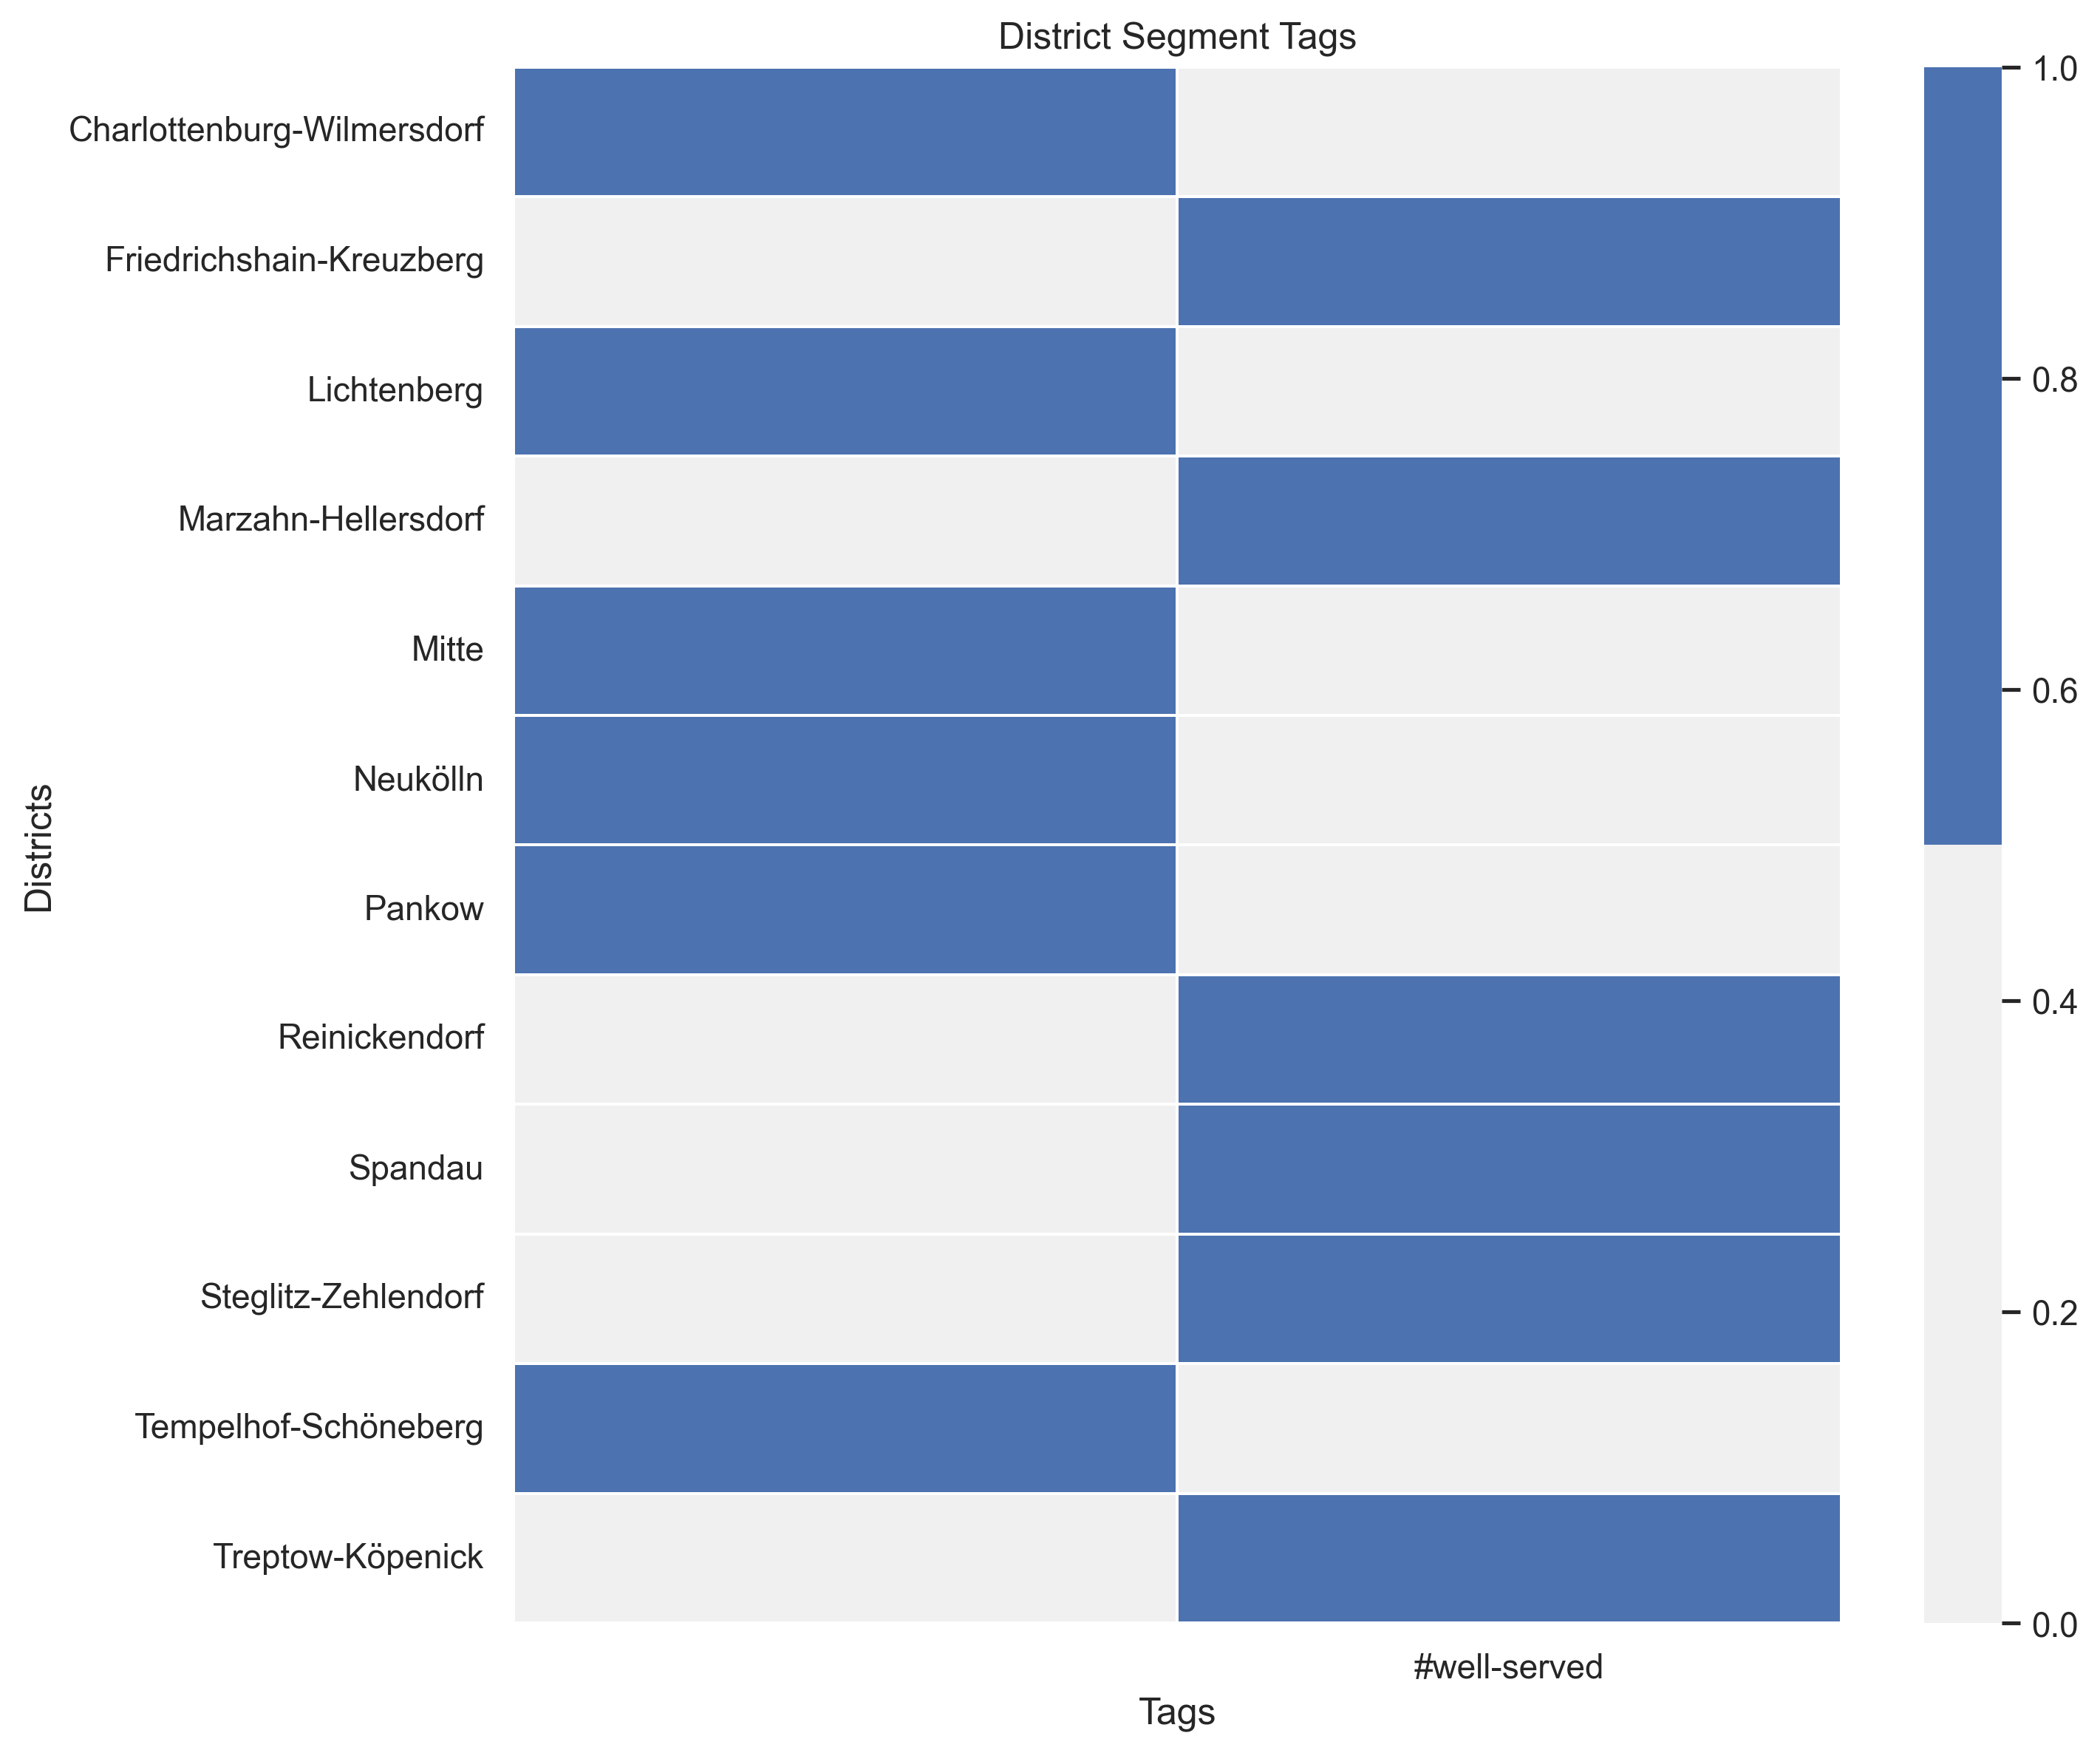 District Segment Tags
Charlottenburg-Wilmersdorf
Friedrichshain-Kreuzberg
Lichtenberg
Marzahn-Hellersdorf
Mitte
Neukölln
Pankow
Reinickendorf
Spandau
Steglitz-Zehlendorf
Tempelhof-Schöneberg
Treptow-Köpenick
Districts
#well-served
Tags
1.0
0.8
0.6
0.4
0.2
0.0